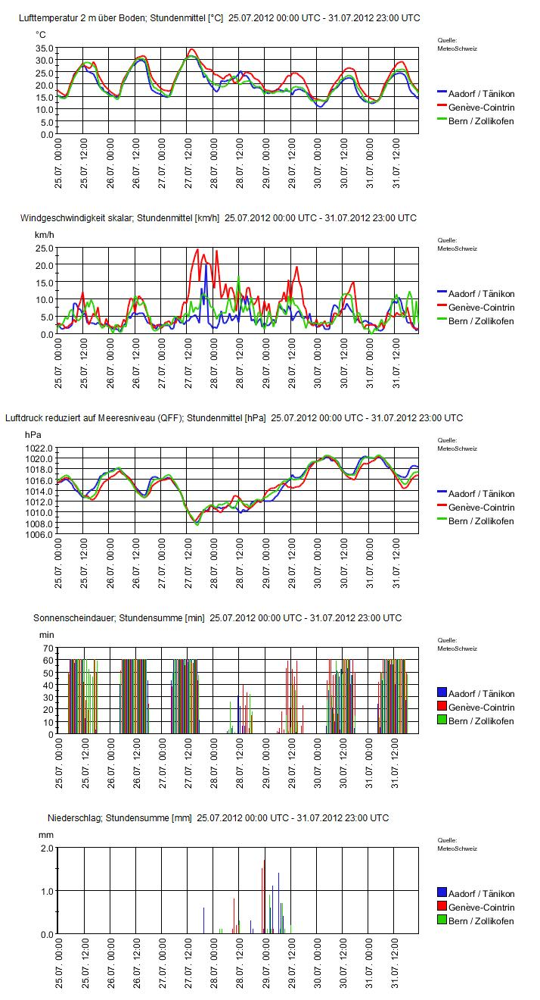 Lufttemperatur 2 m über Boden; Stundenmittel [°C] 25.07.2012 00:00 UTC - 31.07.2012 23:00 UTC
°C
Quelle:
MeteoSchweiz
35.0
30.0
25.0
20.0
15.0
10.0
5.0
0.0
Aadorf / Tänikon
Genève-Cointrin
Bern / Zollikofen
25.07. 00:00
25.07. 12:00
26.07. 00:00
26.07. 12:00
27.07. 00:00
27.07. 12:00
28.07. 00:00
28.07. 12:00
29.07. 00:00
29.07. 12:00
30.07. 00:00
30.07. 12:00
31.07. 00:00
31.07. 12:00
Windgeschwindigkeit skalar; Stundenmittel [km/h] 25.07.2012 00:00 UTC - 31.07.2012 23:00 UTC
km/h
Quelle:
MeteoSchweiz
25.0
20.0
15.0
10.0
5.0
0.0
Aadorf / Tänikon
Genève-Cointrin
Bern / Zollikofen
25.07. 00:00
25.07. 12:00
26.07. 00:00
26.07. 12:00
27.07. 00:00
27.07. 12:00
28.07. 00:00
28.07. 12:00
29.07. 00:00
29.07. 12:00
30.07. 00:00
30.07. 12:00
31.07. 00:00
31.07. 12:00
Luftdruck reduziert auf Meeresniveau (QFF); Stundenmittel [hPa] 25.07.2012 00:00 UTC - 31.07.2012 23:00 UTC
hPa
Quelle:
MeteoSchweiz
1022.0
1020.0
1018.0
1016.0
1014.0
1012.0
1010.0
1008.0
1006.0
Aadorf / Tänikon
Genève-Cointrin
Bern / Zollikofen
25.07. 00:00
25.07. 12:00
26.07. 00:00
26.07. 12:00
27.07. 00:00
27.07. 12:00
28.07. 00:00
28.07. 12:00
29.07. 00:00
29.07. 12:00
30.07. 00:00
30.07. 12:00
31.07. 00:00
31.07. 12:00
Sonnenscheindauer; Stundensumme [min] 25.07.2012 00:00 UTC - 31.07.2012 23:00 UTC
min
Quelle:
MeteoSchweiz
70
60
50
40
30
20
10
0
Aadorf / Tänikon
Genève-Cointrin
Bern / Zollikofen
25.07. 00:00
25.07. 12:00
26.07. 00:00
26.07. 12:00
27.07. 00:00
27.07. 12:00
28.07. 00:00
28.07. 12:00
29.07. 00:00
29.07. 12:00
30.07. 00:00
30.07. 12:00
31.07. 00:00
31.07. 12:00
Niederschlag; Stundensumme [mm] 25.07.2012 00:00 UTC - 31.07.2012 23:00 UTC
mm
Quelle:
MeteoSchweiz
2.0
1.0
0.0
Aadorf / Tänikon
Genève-Cointrin
Bern / Zollikofen
25.07. 00:00
25.07. 12:00
26.07. 00:00
26.07. 12:00
27.07. 00:00
27.07. 12:00
28.07. 00:00
28.07. 12:00
29.07. 00:00
29.07. 12:00
30.07. 00:00
30.07. 12:00
31.07. 00:00
31.07. 12:00